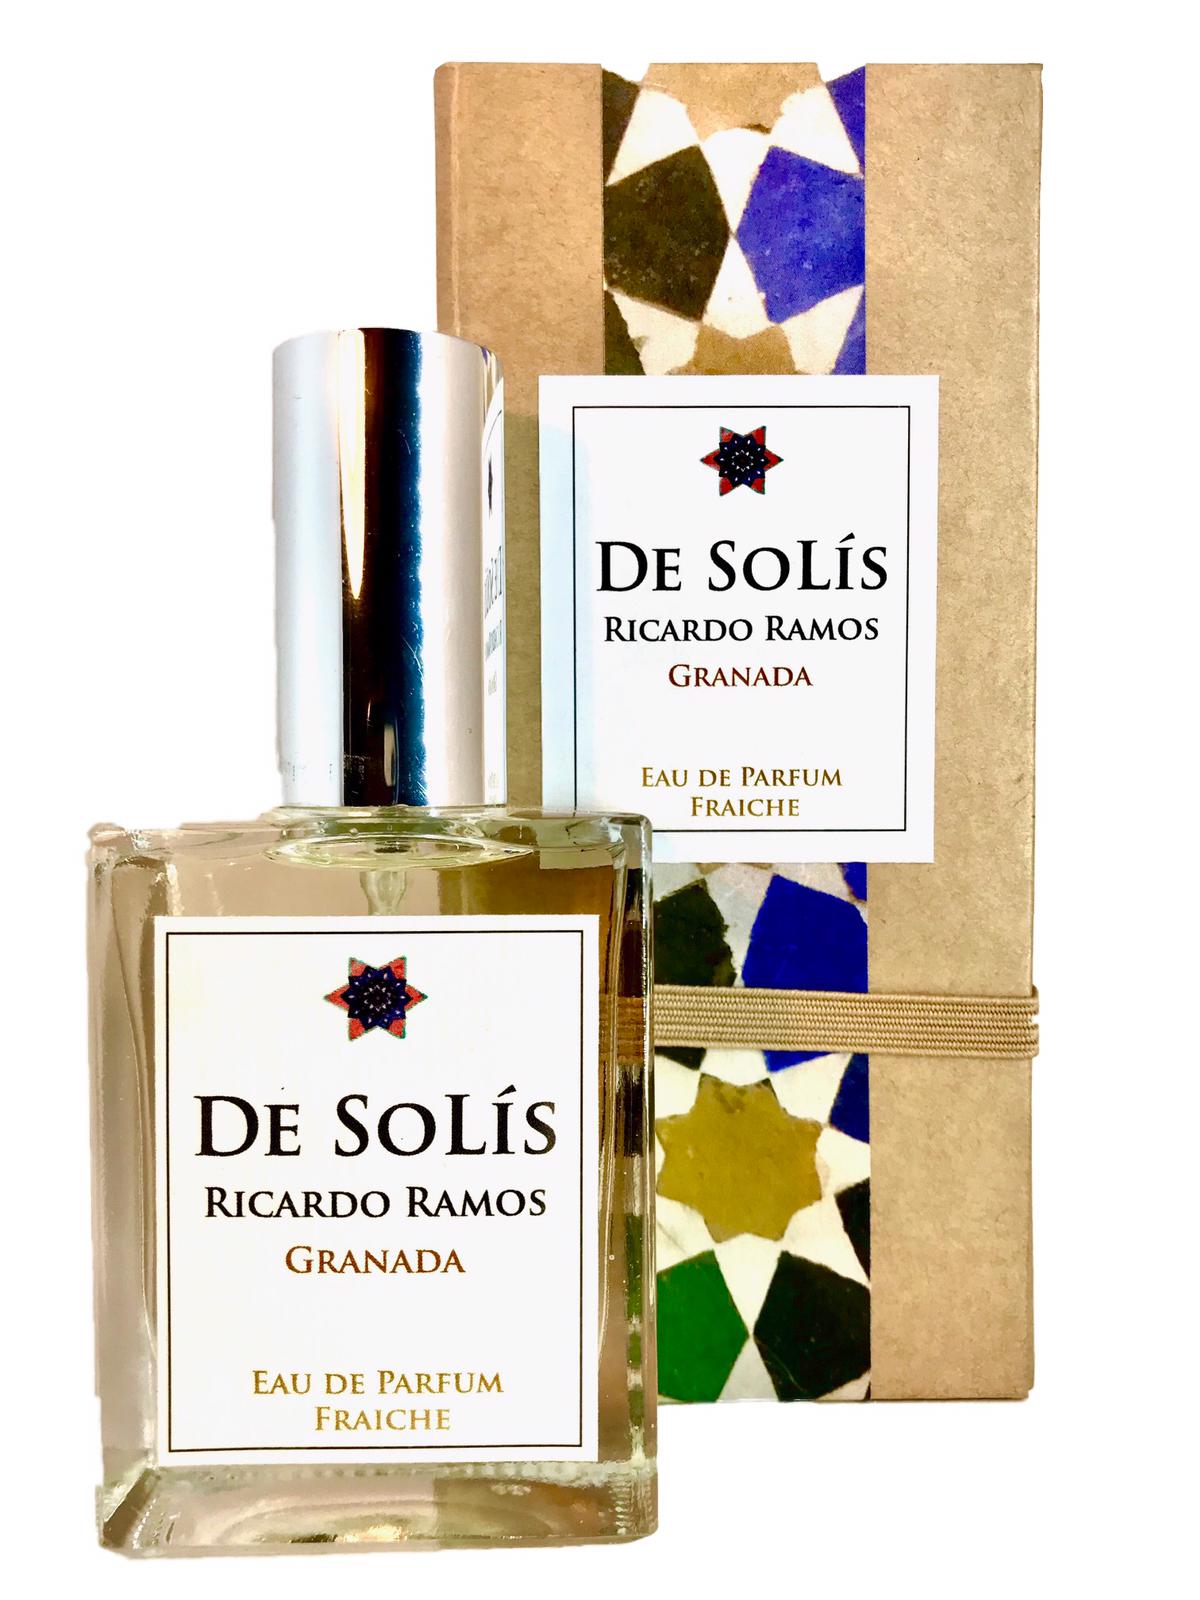 De SoLís
Ricardo Ramos
Granada
Eau de Parfum
Fraiche
De SoLís
Ricardo Ramos
Granada
Eau de Parfum
Fraiche